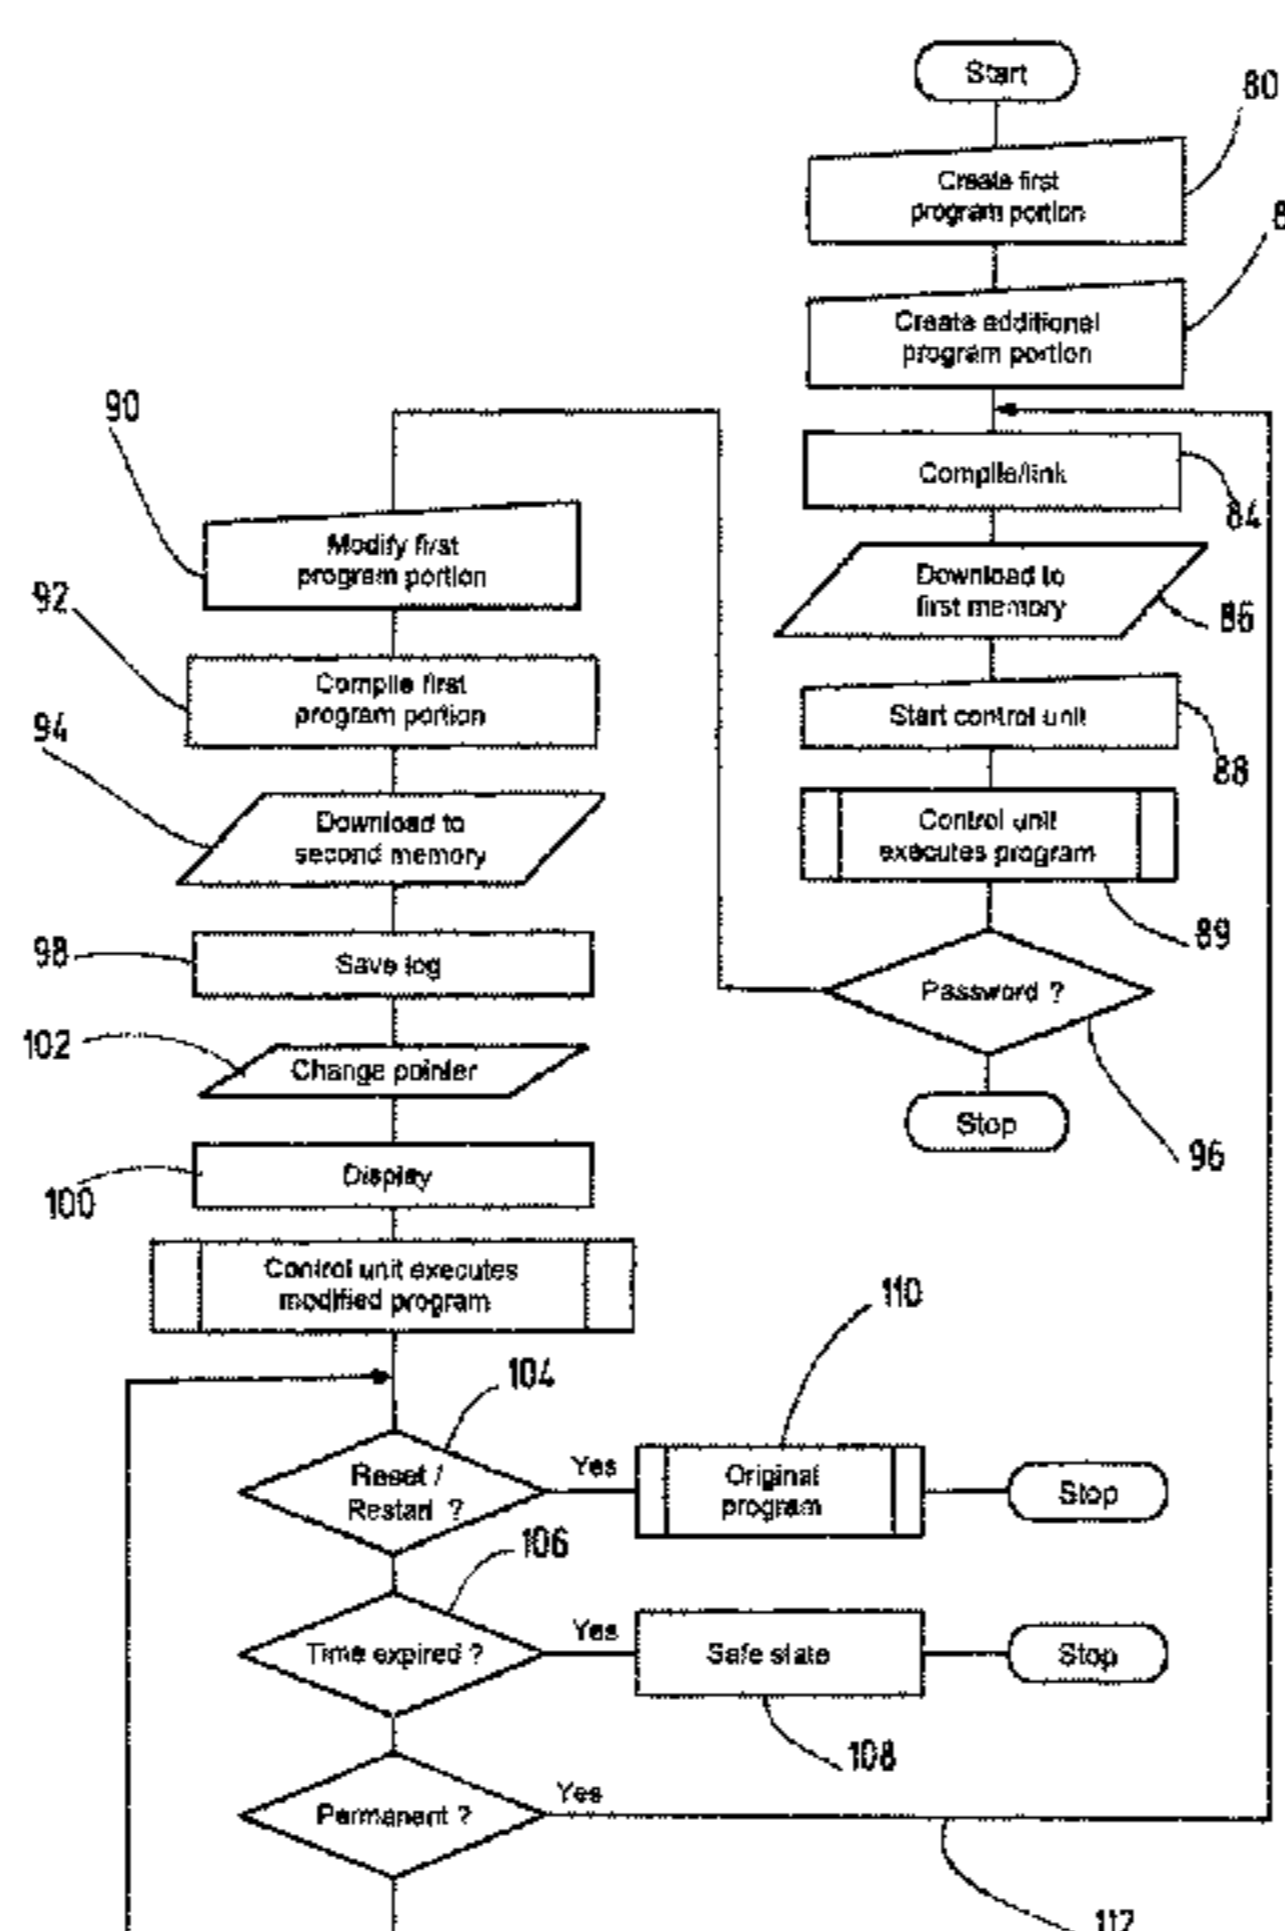 Start
80
Create first
program portion
8
Create additional
program portion
Compile/link
84
Download to
first memory
86
Start control unit
88
Control unit
executes program
89
Password ?
96
Stop
90
Modify first
program portion
92
Compile first
program portion
94
Download to
second memory
98
Save log
102
Change pointer
100
Display
Control unit executes
modified program
104
Reset /
Restart ?
Yes
110
Original
program
Stop
106
Time expired ?
Yes
Safe state
108
Stop
Permanent ?
Yes
112